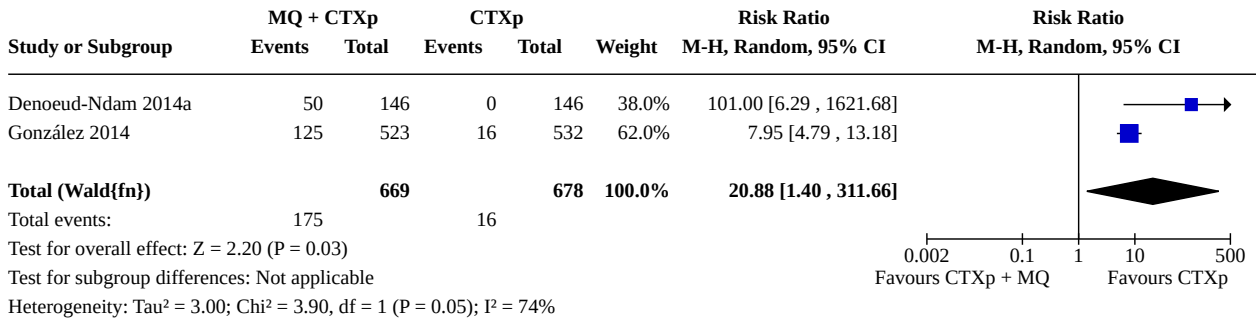 MQ + CTXp CTXp Risk Ratio Risk Ratio
Study or Subgroup Events Total Events Total Weight M-H, Random, 95% CI M-H, Random, 95% CI
Denoeud-Ndam 2014a 50 146 0 146 38.0% 101.00 [6.29 , 1621.68]
González 2014 125 523 16 532 62.0% 7.95 [4.79 , 13.18]
Total (Wald{fn}) 669 678 100.0% 20.88 [1.40 , 311.66]
Total events: 175 16
Test for overall effect: Z = 2.20 (P = 0.03) 0.002 0.1 1 10 500
Test for subgroup differences: Not applicable Favours CTXp + MQ Favours CTXp
Heterogeneity: Tau² = 3.00; Chi² = 3.90, df = 1 (P = 0.05); I² = 74%